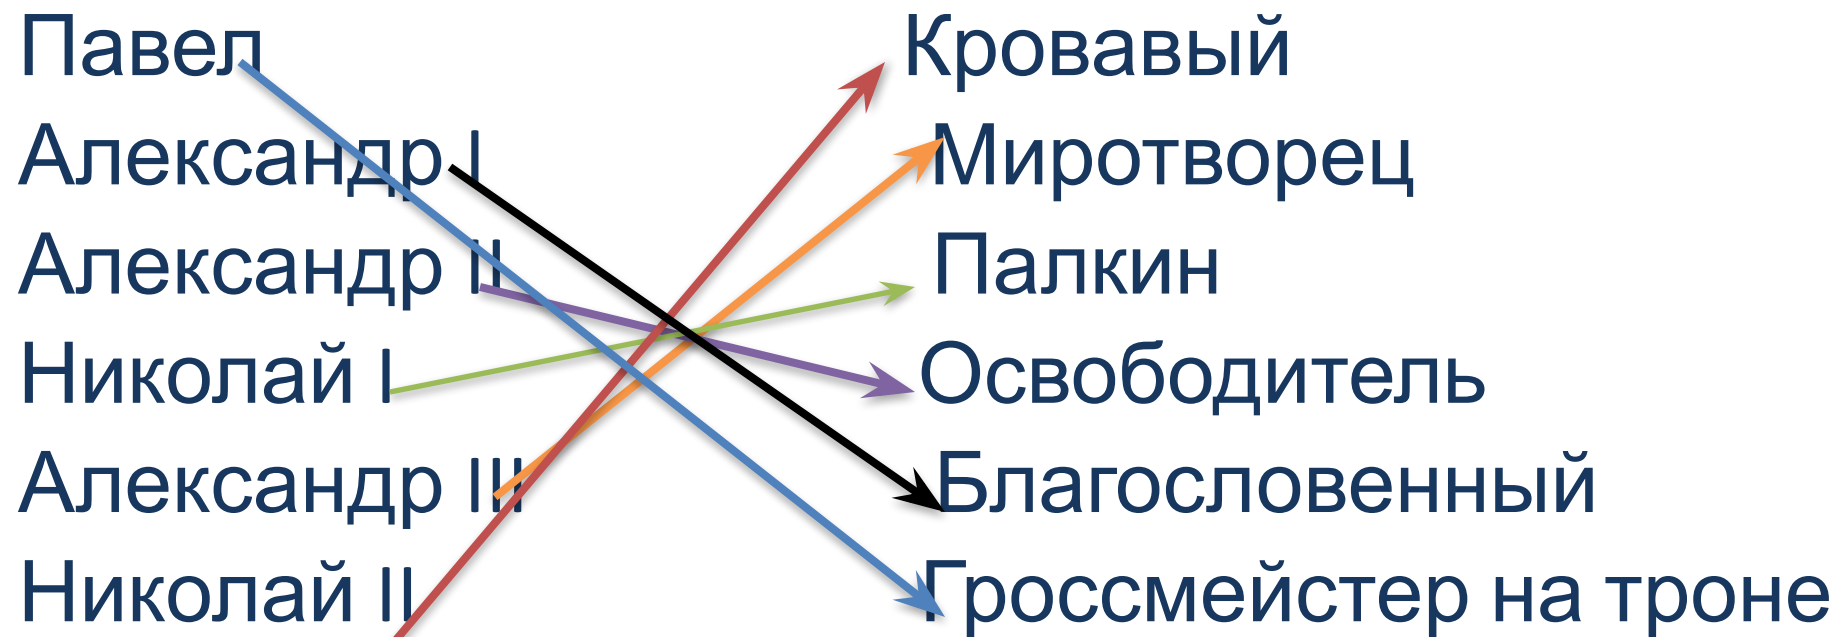 Павел Кровавый
Александр I Миротворец
Александр II Палкин
Николай I Освободитель
Александр III Благословенный
Николай II Гроссмейстер на троне